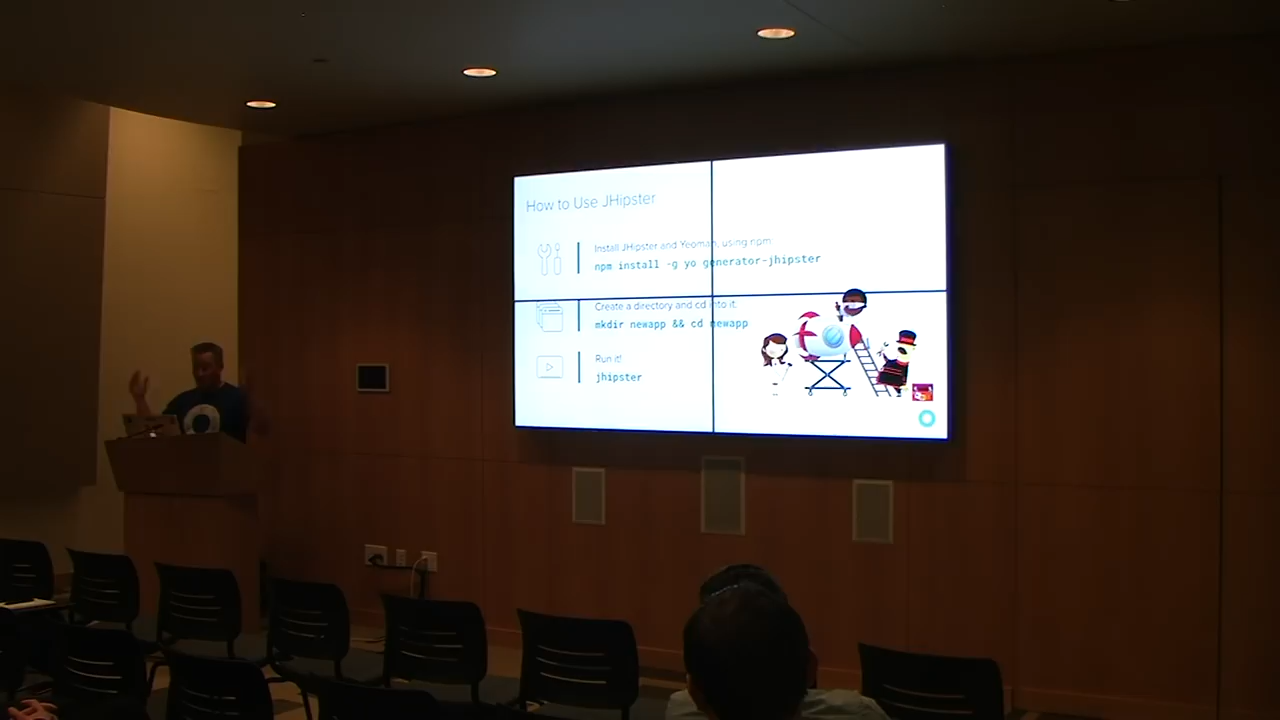 How to Use JHipster
Install JHipster and Yeoman, using npm
npm install -g yo generator-jhipster
Create a directory and cd into it.
mkdir newapp && cd newapp
Run it!
jhipster